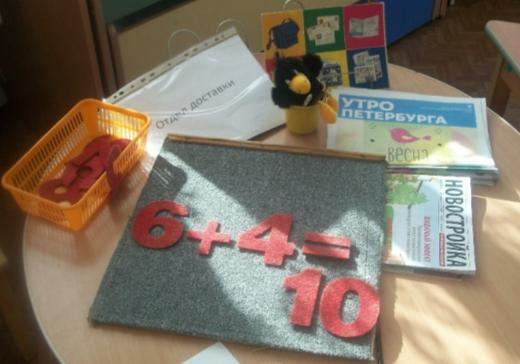 Отдел доставки
УТРО
ПЕТЕРБУРГА
весна
НОВОСТРОЙКА
6+4=
10